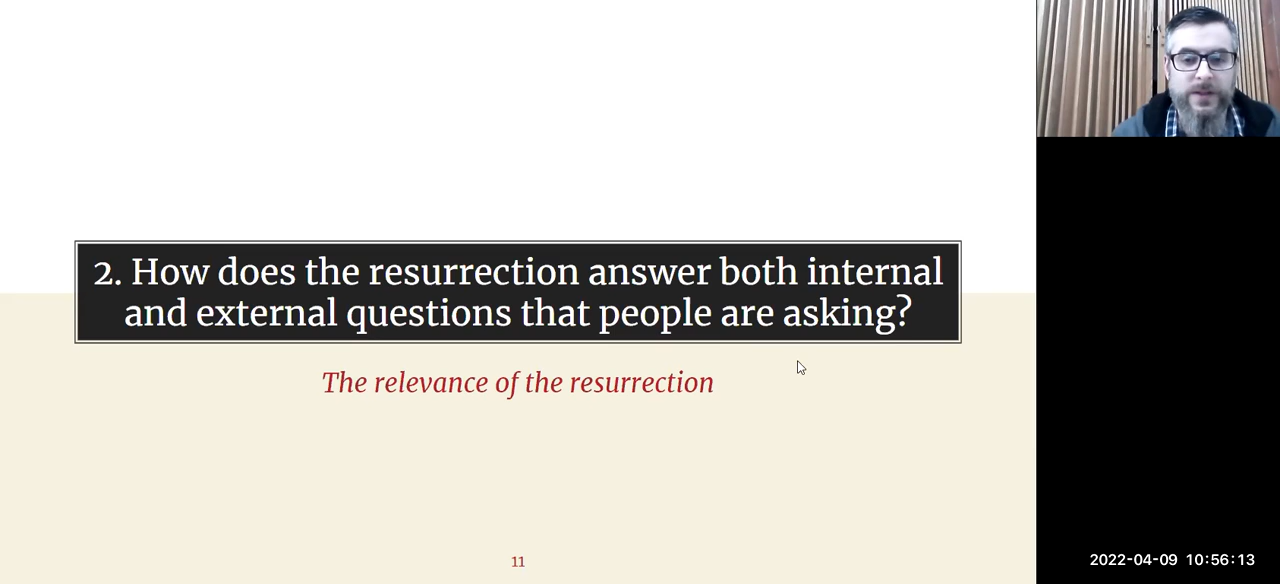 2. How does the resurrection answer both internal
and external questions that people are asking?
The relevance of the resurrection
11
2022-04-09 10:56:13